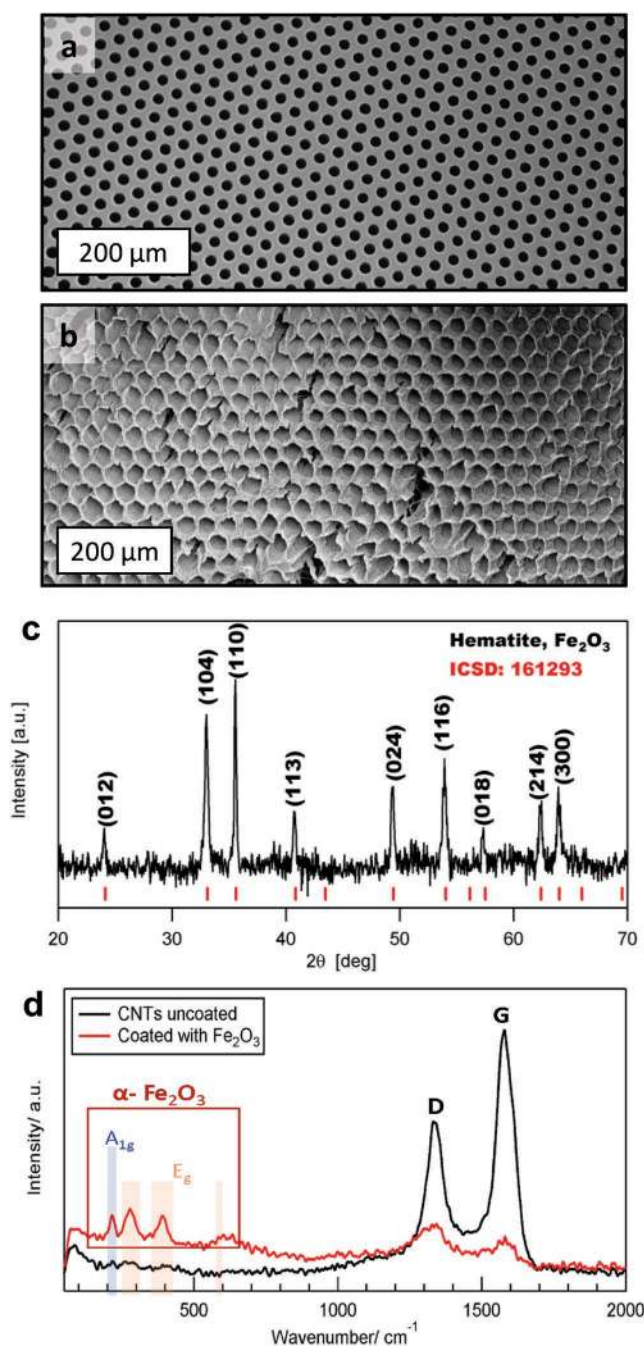 a
200 µm
b
200 µm
c
Hematite, Fe₂O₃
ICSD: 161293
(012)
(104)
(110)
(113)
(024)
(116)
(018)
(214)
(300)
Intensity [a.u.]
20
30
40
50
60
70
2θ [deg]
d
CNTs uncoated
Coated with Fe₂O₃
α- Fe₂O₃
A₁g
E_g
D
G
Intensity/ a.u.
500
1000
1500
2000
Wavenumber/ cm⁻¹